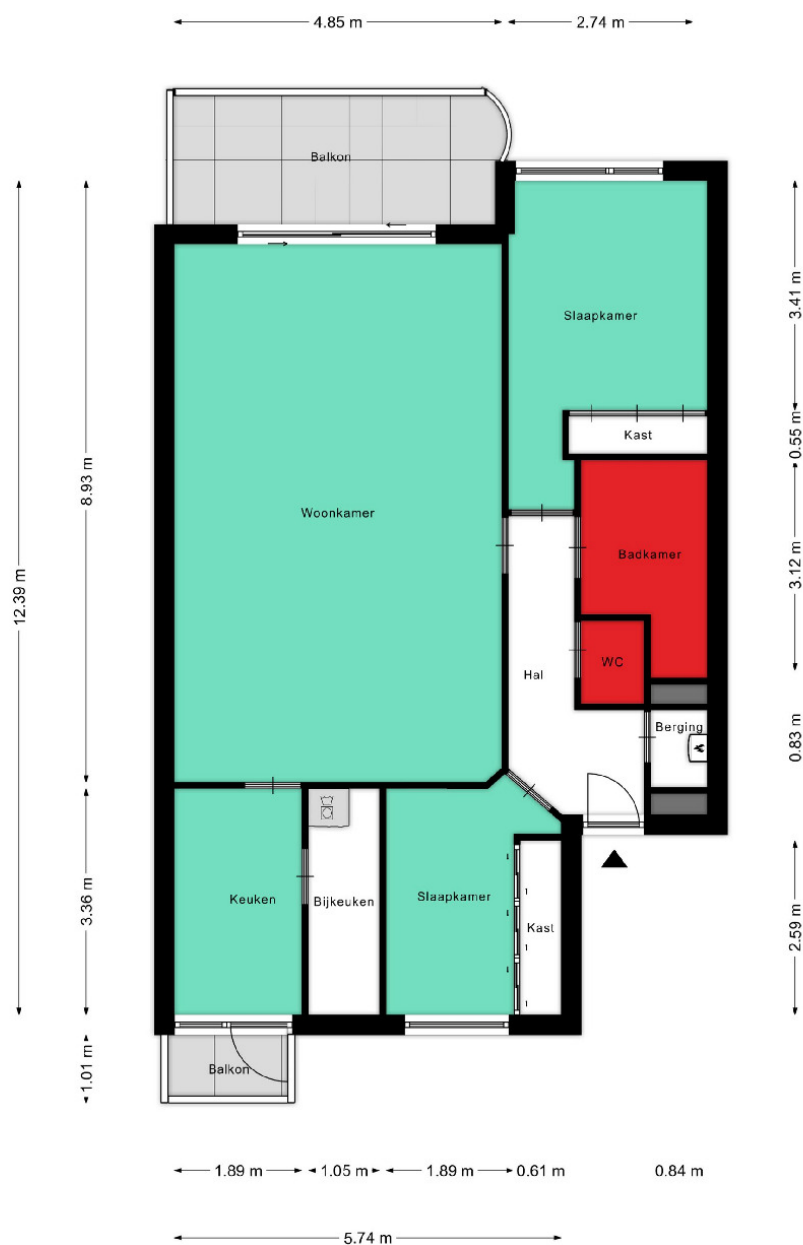 4.85 m
2.74 m
Balkon
Slaapkamer
3.41 m
Kast
0.55 m
8.93 m
12.39 m
Woonkamer
Badkamer
3.12 m
WC
Hal
Berging
0.83 m
Keuken
Bijkeuken
Slaapkamer
Kast
3.36 m
2.59 m
Balkon
1.01 m
1.89 m
1.05 m
1.89 m
0.61 m
0.84 m
5.74 m